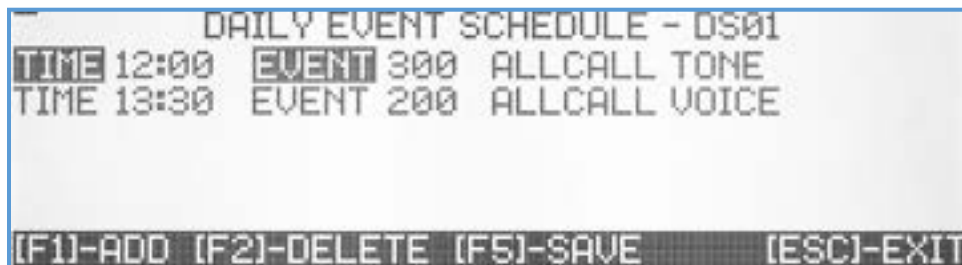 DAILY EVENT SCHEDULE - DS01
TIME 12:00 EVENT 300 ALLCALL TONE
TIME 13:30 EVENT 200 ALLCALL VOICE
[F1]-ADD [F2]-DELETE [F5]-SAVE [ESC]-EXIT